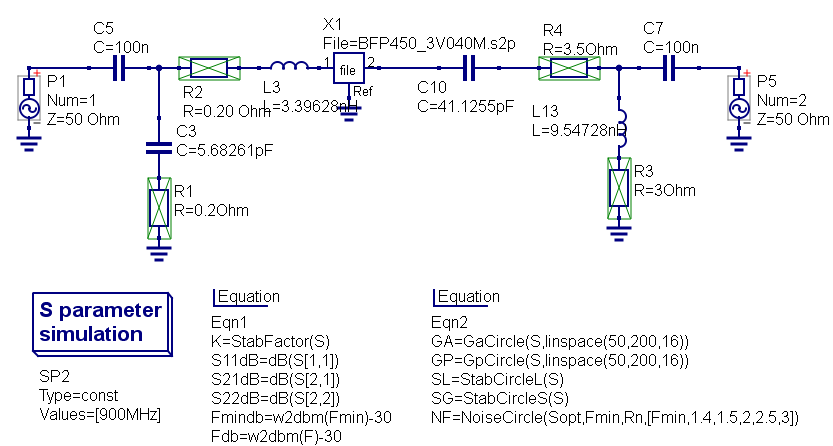 C5
C=100n
P1
Num=1
Z=50 Ohm
R2
R=0.20 Ohm
L3
L=3.39628nH
C3
C=5.68261pF
R1
R=0.2Ohm
X1
File=BFP450_3V040M.s2p
1
file
2
Ref
C10
C=41.1255pF
R4
R=3.5Ohm
L13
L=9.54728nH
R3
R=3Ohm
C7
C=100n
P5
Num=2
Z=50 Ohm
S parameter
simulation
SP2
Type=const
Values=[900MHz]
Equation
Eqn1
K=StabFactor(S)
S11dB=dB(S[1,1])
S21dB=dB(S[2,1])
S22dB=dB(S[2,2])
Fmindb=w2dbm(Fmin)-30
Fdb=w2dbm(F)-30
Equation
Eqn2
GA=GaCircle(S,linspace(50,200,16))
GP=GpCircle(S,linspace(50,200,16))
SL=StabCircleL(S)
SG=StabCircleS(S)
NF=NoiseCircle(Sopt,Fmin,Rn,[Fmin,1.4,1.5,2,2.5,3])